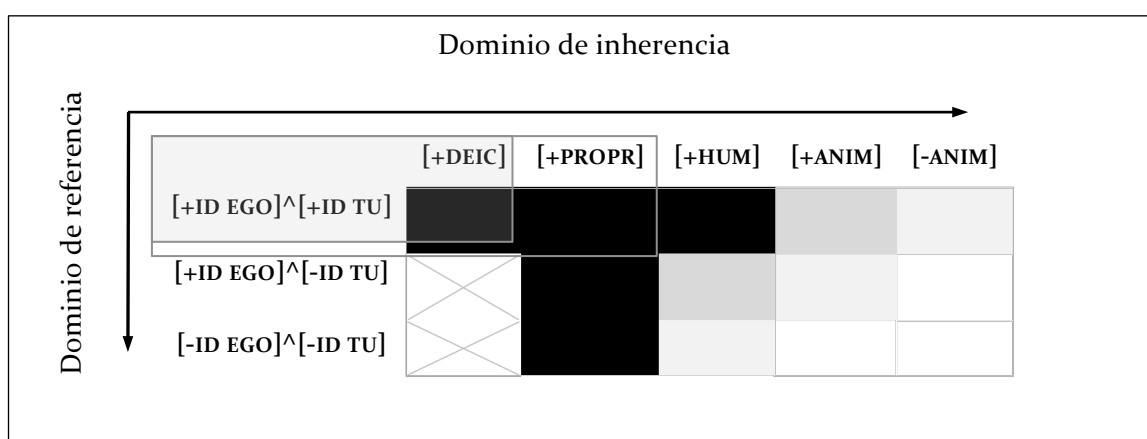 Dominio de inherencia
Dominio de referencia
[+DEIC] [+PROPR] [+HUM] [+ANIM] [-ANIM]
[+ID EGO]^[+ID TU]
[+ID EGO]^[-ID TU]
[-ID EGO]^[-ID TU]